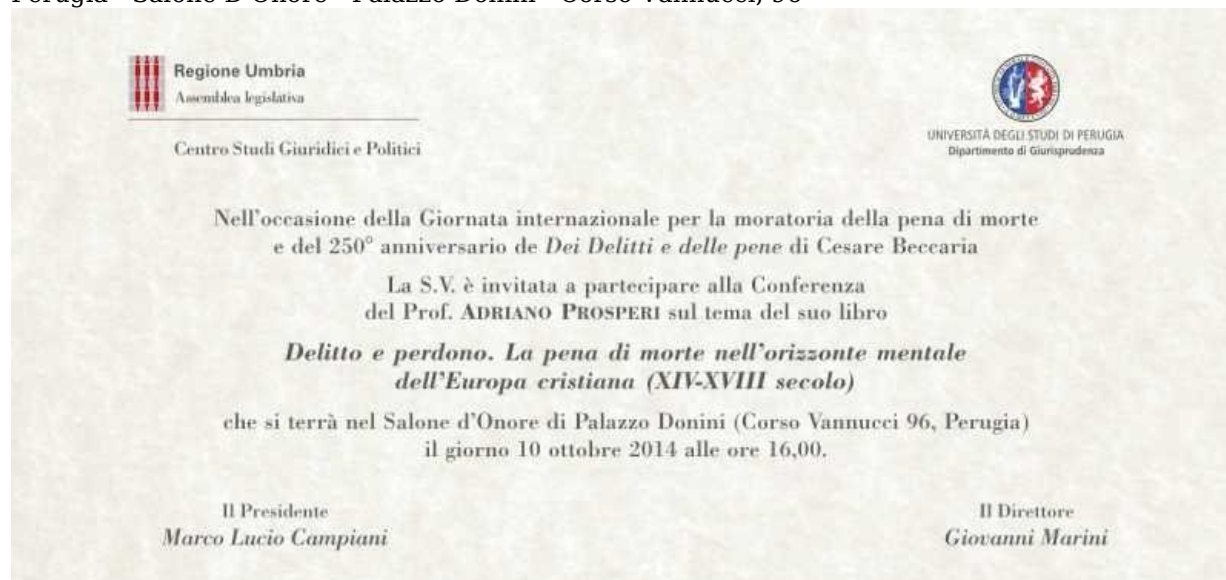 Perugia - Salone D'Onore - Palazzo Donini - Corso Vannucci, 96
Regione Umbria
Assemblea legislativa
Centro Studi Giuridici e Politici
UNIVERSITÀ DEGLI STUDI DI PERUGIA
Dipartimento di Giurisprudenza
Nell'occasione della Giornata internazionale per la moratoria della pena di morte
e del 250° anniversario de Dei Delitti e delle pene di Cesare Beccaria
La S.V. è invitata a partecipare alla Conferenza
del Prof. ADRIANO PROSPERI sul tema del suo libro
Delitto e perdono. La pena di morte nell'orizzonte mentale
dell'Europa cristiana (XIV-XVIII secolo)
che si terrà nel Salone d'Onore di Palazzo Donini (Corso Vannucci 96, Perugia)
il giorno 10 ottobre 2014 alle ore 16,00.
Il Presidente
Marco Lucio Campiani
Il Direttore
Giovanni Marini